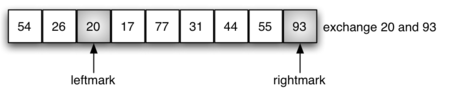 54 26 20 17 77 31 44 55 93 exchange 20 and 93
leftmark rightmark